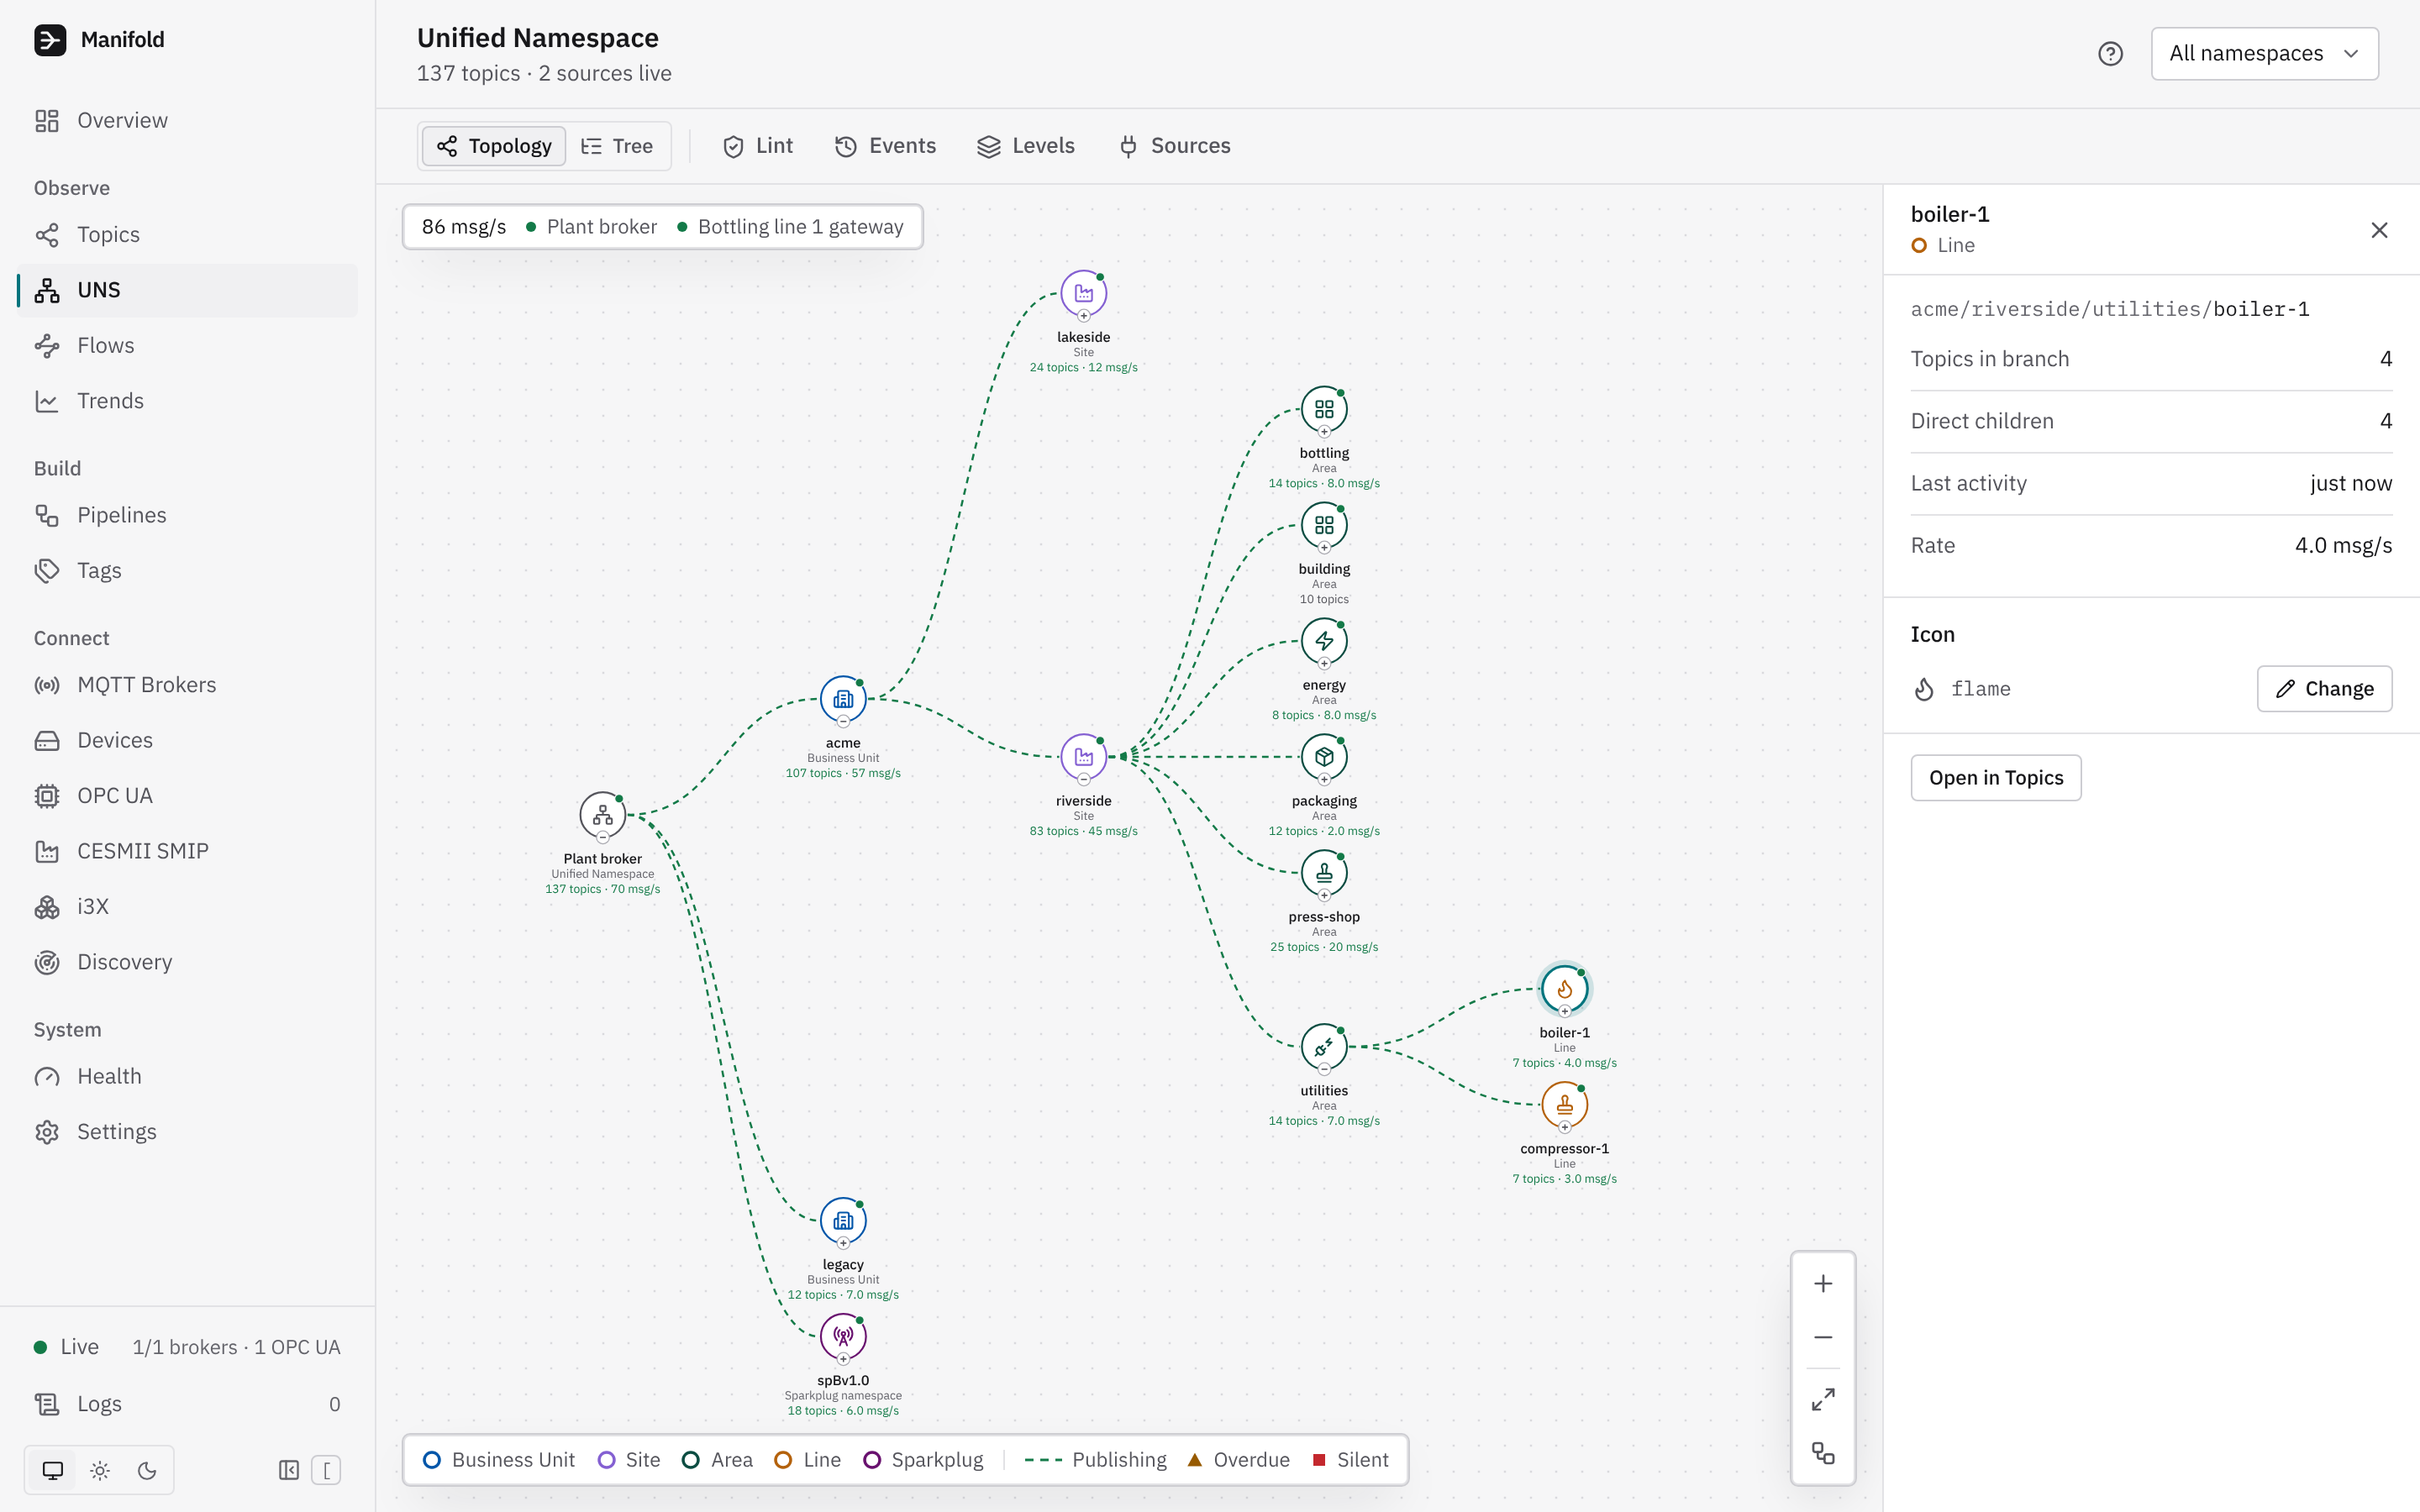 Manifold
Overview
Observe
Topics
UNS
Flows
Trends
Build
Pipelines
Tags
Connect
MQTT Brokers
Devices
OPC UA
CESMII SMIP
i3X
Discovery
System
Health
Settings
Live 1/1 brokers · 1 OPC UA
Logs 0
[
Unified Namespace
137 topics · 2 sources live
All namespaces
Topology Tree Lint Events Levels Sources
86 msg/s Plant broker Bottling line 1 gateway
lakeside
Site
24 topics · 12 msg/s
bottling
Area
14 topics · 8.0 msg/s
building
Area
10 topics
energy
Area
8 topics · 8.0 msg/s
acme
Business Unit
107 topics · 57 msg/s
riverside
Site
83 topics · 45 msg/s
packaging
Area
12 topics · 2.0 msg/s
Plant broker
Unified Namespace
137 topics · 70 msg/s
press-shop
Area
25 topics · 20 msg/s
boiler-1
Line
7 topics · 4.0 msg/s
utilities
Area
14 topics · 7.0 msg/s
compressor-1
Line
7 topics · 3.0 msg/s
legacy
Business Unit
12 topics · 7.0 msg/s
spBv1.0
Sparkplug namespace
18 topics · 6.0 msg/s
Business Unit Site Area Line Sparkplug Publishing Overdue Silent
boiler-1
Line
acme/riverside/utilities/boiler-1
Topics in branch 4
Direct children 4
Last activity just now
Rate 4.0 msg/s
Icon
flame Change
Open in Topics